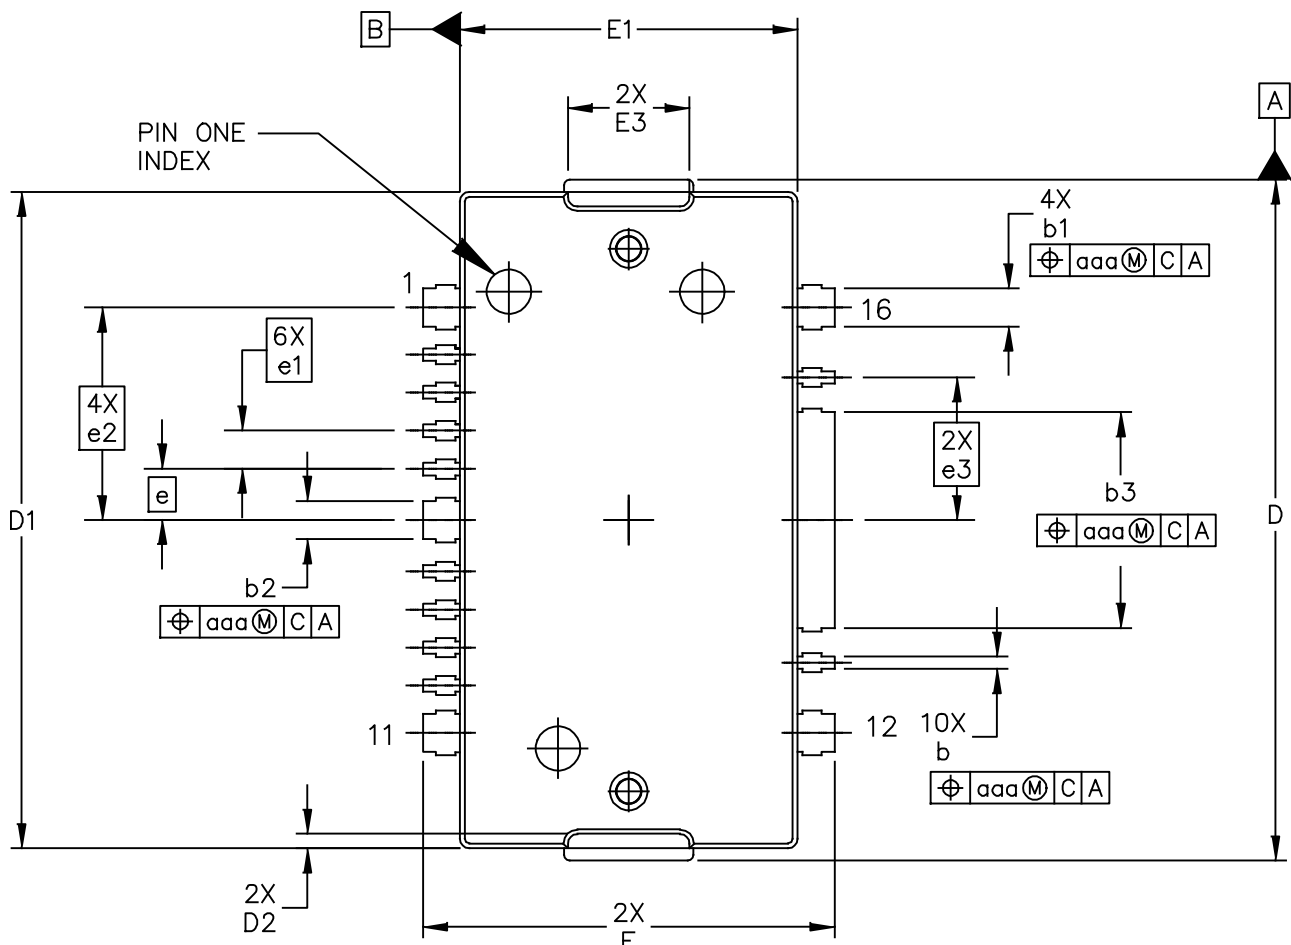 B
E1
2X
E3
A
PIN ONE
INDEX
4X
b1
⌖ aaa Ⓜ C A
1
16
6X
e1
4X
e2
2X
e3
e
b3
⌖ aaa Ⓜ C A
D1
D
b2
⌖ aaa Ⓜ C A
11
12
10X
b
⌖ aaa Ⓜ C A
2X
D2
2X